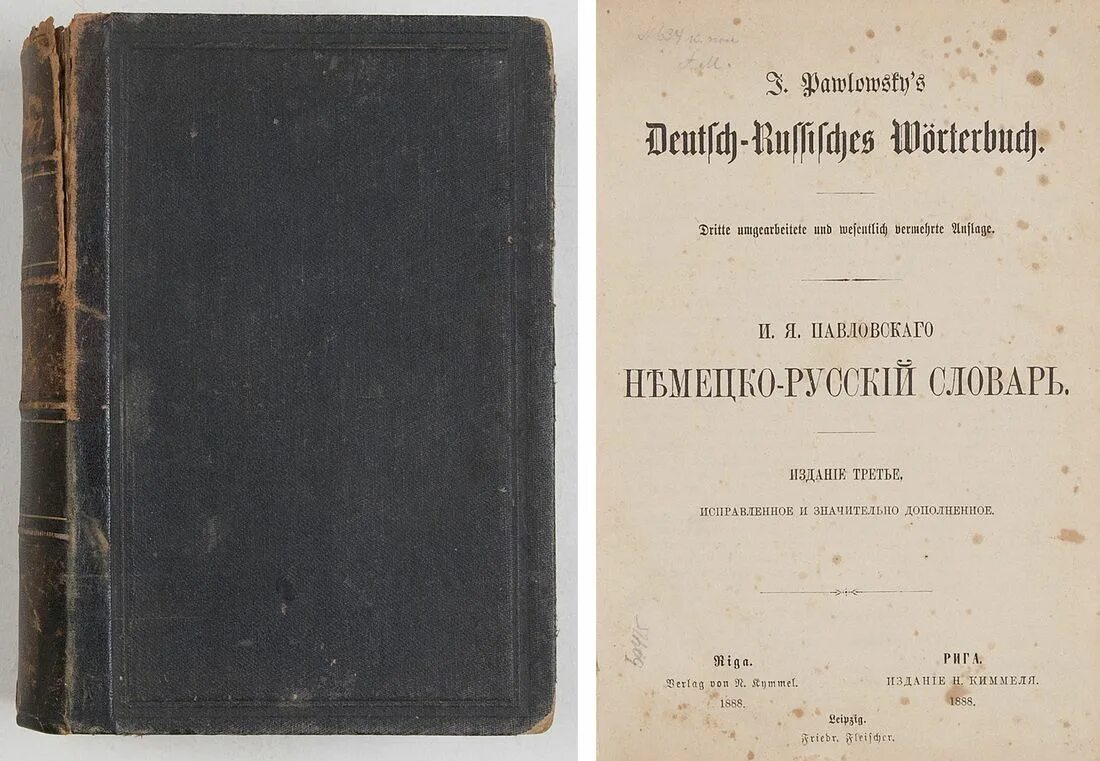 J. Pawlowsky's
Deutsch-Russisches Wörterbuch.
Dritte umgearbeitete und wesentlich vermehrte Auflage.
И. Я. ПАВЛОВСКАГО
НѢМЕЦКО-РУССКІЙ СЛОВАРЬ.
ИЗДАНІЕ ТРЕТЬЕ,
ИСПРАВЛЕННОЕ И ЗНАЧИТЕЛЬНО ДОПОЛНЕННОЕ.
Riga.
Verlag von N. Kymmel.
1888.
РИГА.
ИЗДАНІЕ Н. КИММЕЛЯ.
1888.
Leipzig.
Friedr. Fleischer.